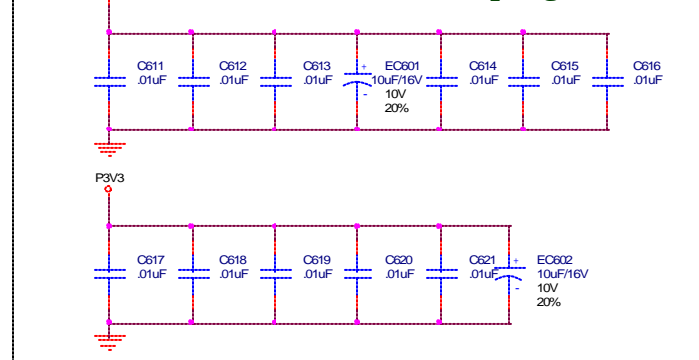 C611
.01uF
C612
.01uF
C613
.01uF
+
EC601
10uF/16V
-
10V
20%
C614
.01uF
C615
.01uF
C616
.01uF
P3V3
C617
.01uF
C618
.01uF
C619
.01uF
C620
.01uF
C621
.01uF
+
EC602
10uF/16V
-
10V
20%